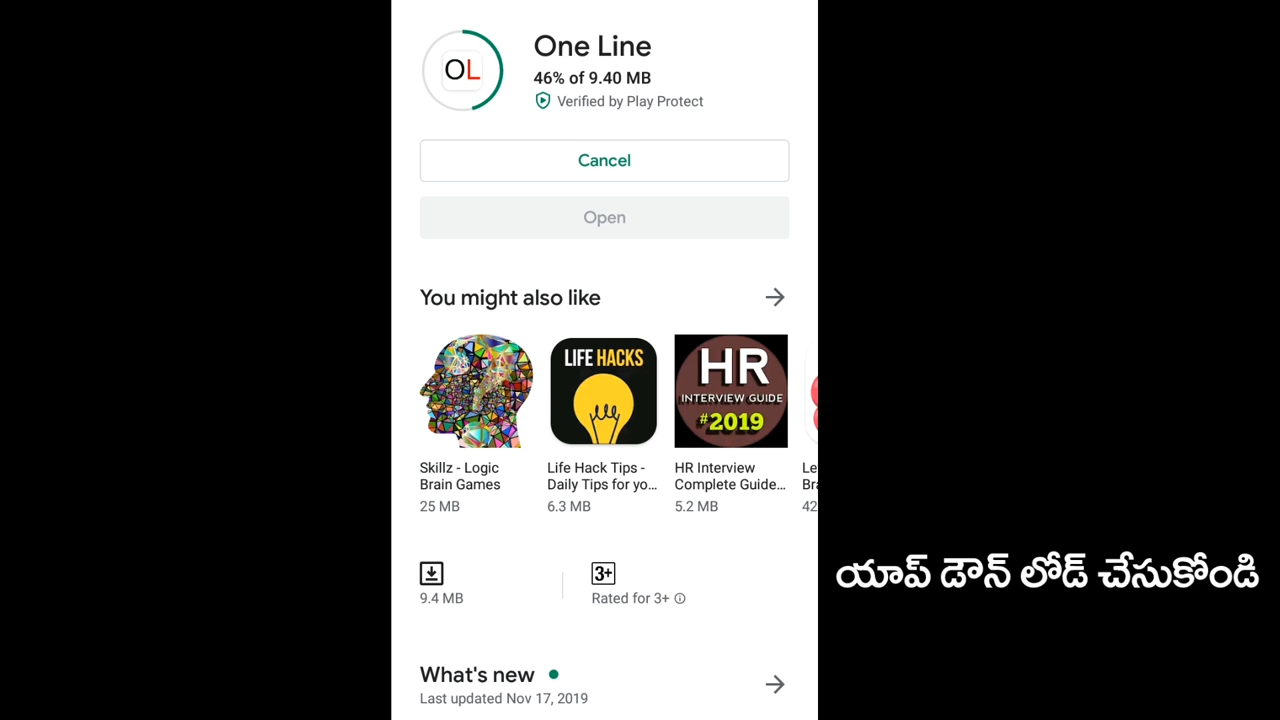 OL
One Line
46% of 9.40 MB
Verified by Play Protect
Cancel
Open
You might also like
LIFE HACKS
HR
INTERVIEW GUIDE
#2019
Skillz - Logic
Brain Games
25 MB
Life Hack Tips -
Daily Tips for yo...
6.3 MB
HR Interview
Complete Guide...
5.2 MB
Le
Bra
42
3+
9.4 MB
Rated for 3+
యాప్ డౌన్ లోడ్ చేసుకోండి
What's new
Last updated Nov 17, 2019